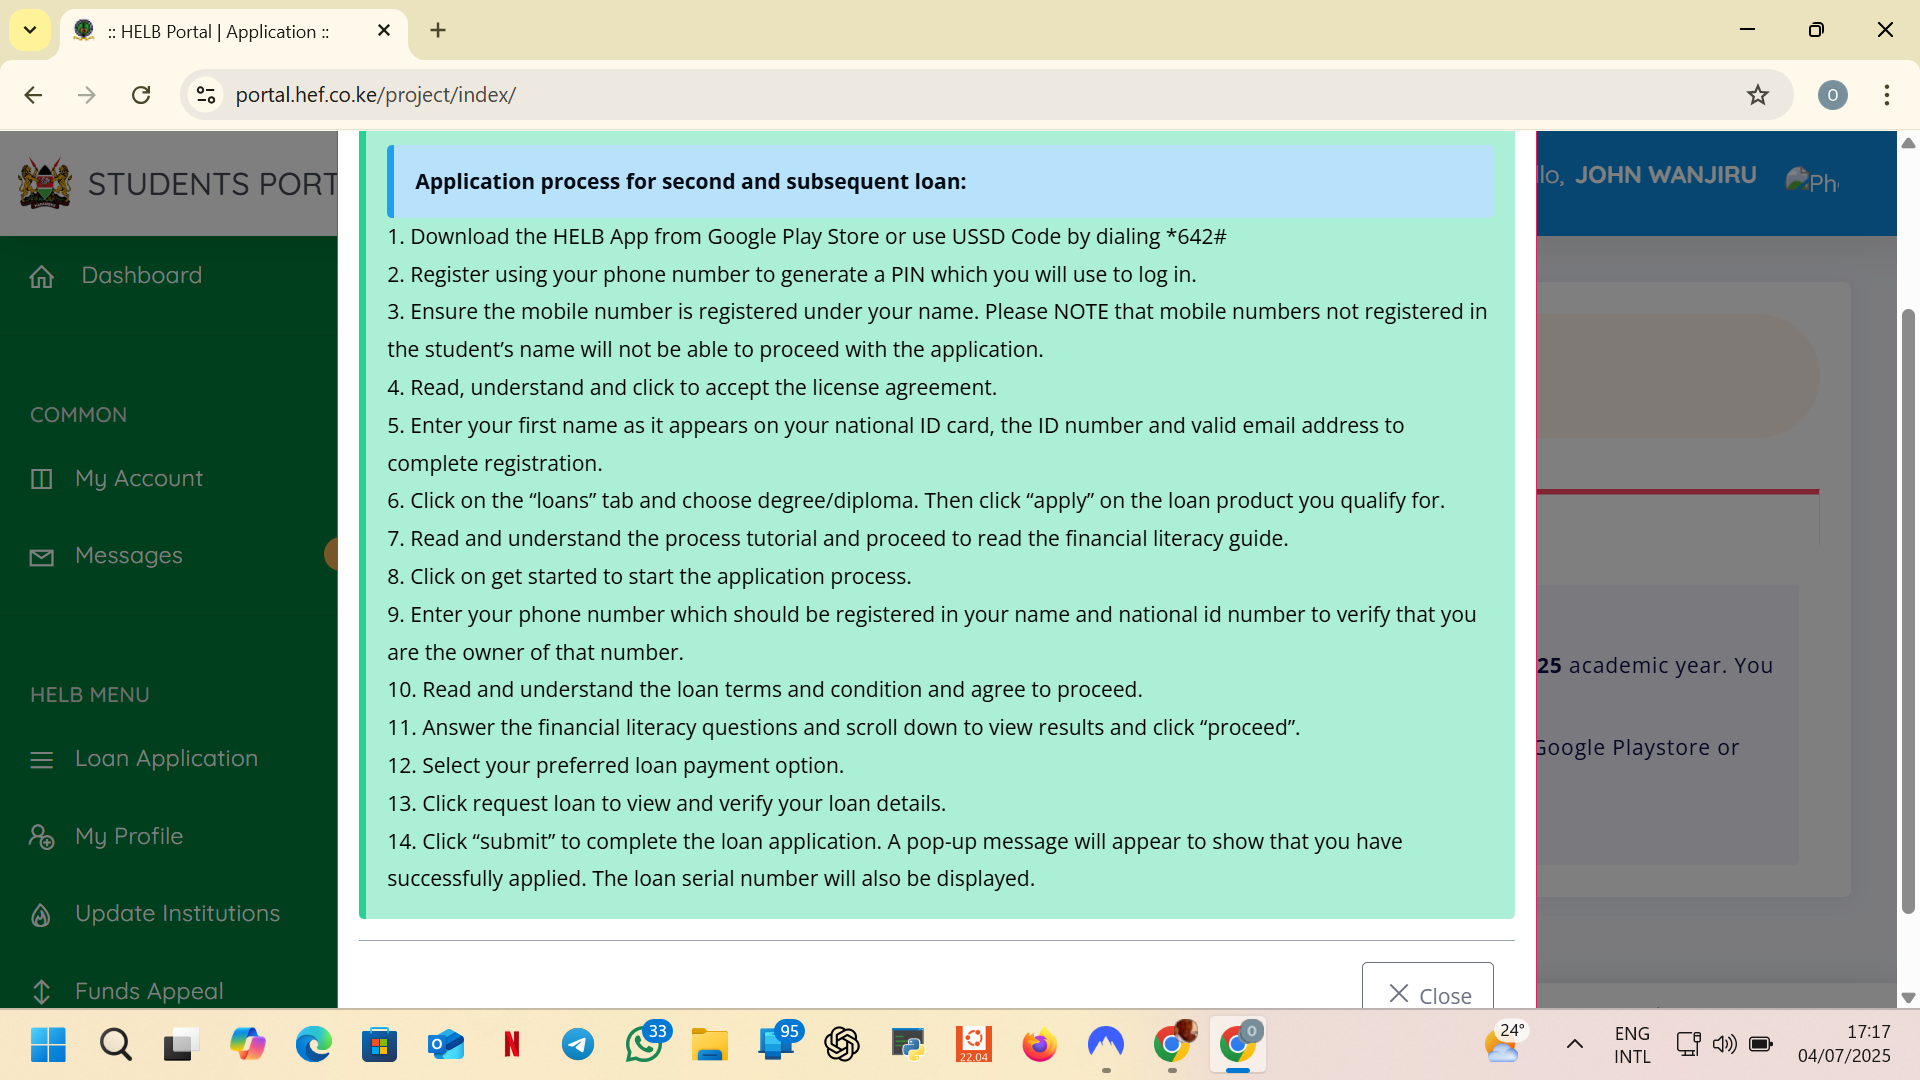 :: HELB Portal | Application ::
portal.hef.co.ke/project/index/
O
STUDENTS PORT
lo, JOHN WANJIRU
Ph
Dashboard
COMMON
My Account
Messages
HELB MENU
Loan Application
My Profile
Update Institutions
Funds Appeal
Application process for second and subsequent loan:
1. Download the HELB App from Google Play Store or use USSD Code by dialing *642#
2. Register using your phone number to generate a PIN which you will use to log in.
3. Ensure the mobile number is registered under your name. Please NOTE that mobile numbers not registered in
the student’s name will not be able to proceed with the application.
4. Read, understand and click to accept the license agreement.
5. Enter your first name as it appears on your national ID card, the ID number and valid email address to
complete registration.
6. Click on the “loans” tab and choose degree/diploma. Then click “apply” on the loan product you qualify for.
7. Read and understand the process tutorial and proceed to read the financial literacy guide.
8. Click on get started to start the application process.
9. Enter your phone number which should be registered in your name and national id number to verify that you
are the owner of that number.
10. Read and understand the loan terms and condition and agree to proceed.
11. Answer the financial literacy questions and scroll down to view results and click “proceed”.
12. Select your preferred loan payment option.
13. Click request loan to view and verify your loan details.
14. Click “submit” to complete the loan application. A pop-up message will appear to show that you have
successfully applied. The loan serial number will also be displayed.
Close
25 academic year. You
Google Playstore or
33
95
22.04
O
24°
ENG
INTL
17:17
04/07/2025